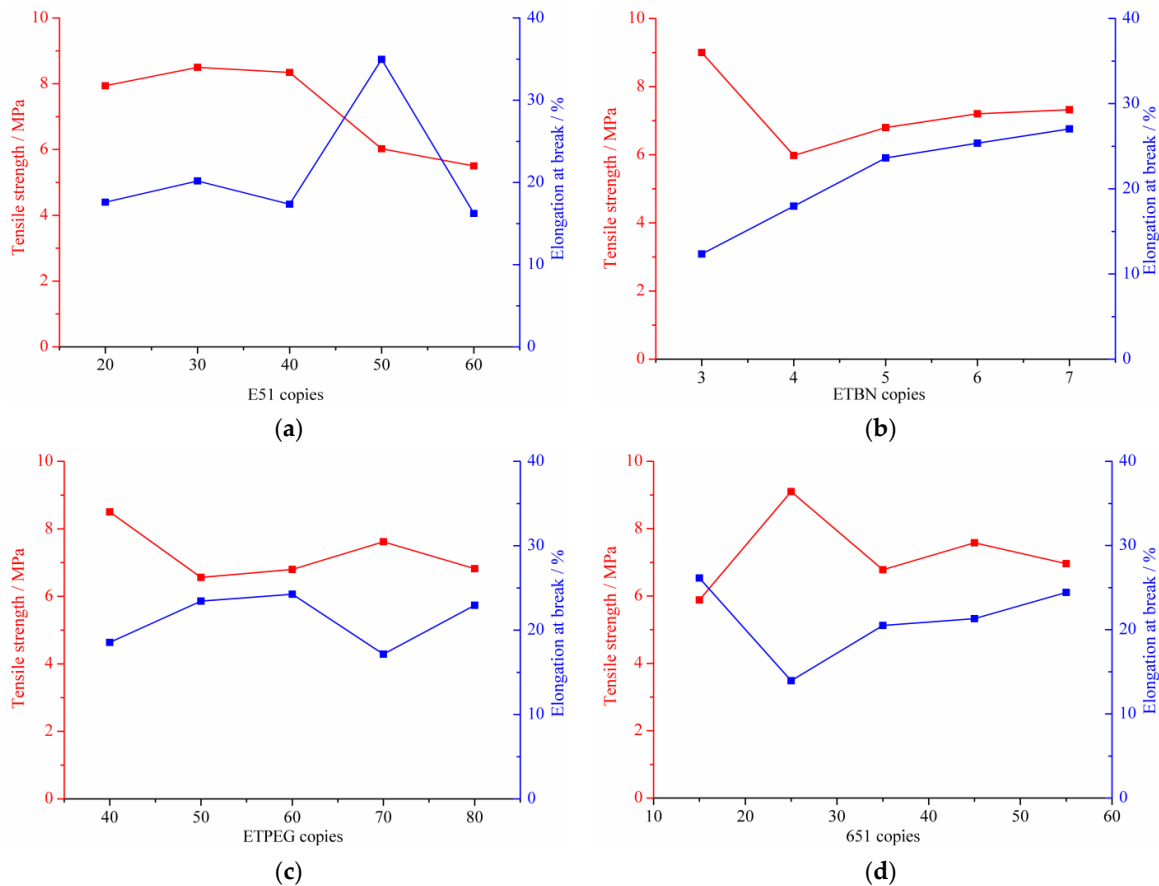 10
8
6
4
2
0
Tensile strength / MPa
40
30
20
10
0
Elongation at break / %
20 30 40 50 60
E51 copies
(a)
10
8
6
4
2
0
Tensile strength / MPa
40
30
20
10
0
Elongation at break / %
3 4 5 6 7
ETBN copies
(b)
10
8
6
4
2
0
Tensile strength / MPa
40
30
20
10
0
Elongation at break / %
40 50 60 70 80
ETPEG copies
(c)
10
8
6
4
2
0
Tensile strength / MPa
40
30
20
10
0
Elongation at break / %
10 20 30 40 50 60
651 copies
(d)